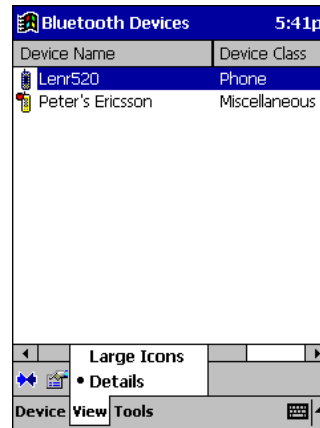 Bluetooth Devices 5:41p
Device Name Device Class
Lenr520 Phone
Peter's Ericsson Miscellaneous
Large Icons
• Details
Device View Tools